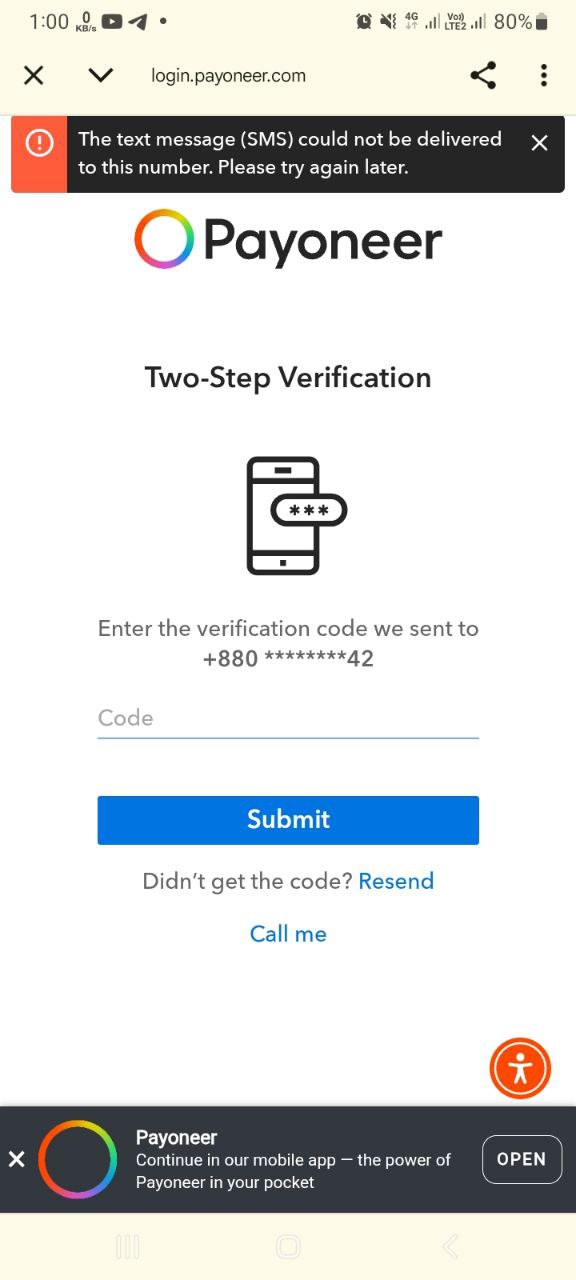 1:00 0 KB/s 4G Vo)) LTE2 80%
login.payoneer.com
The text message (SMS) could not be delivered
to this number. Please try again later.
Payoneer
Two-Step Verification
***
Enter the verification code we sent to
+880 ********42
Code
Submit
Didn't get the code? Resend
Call me
Payoneer
Continue in our mobile app — the power of
Payoneer in your pocket
OPEN